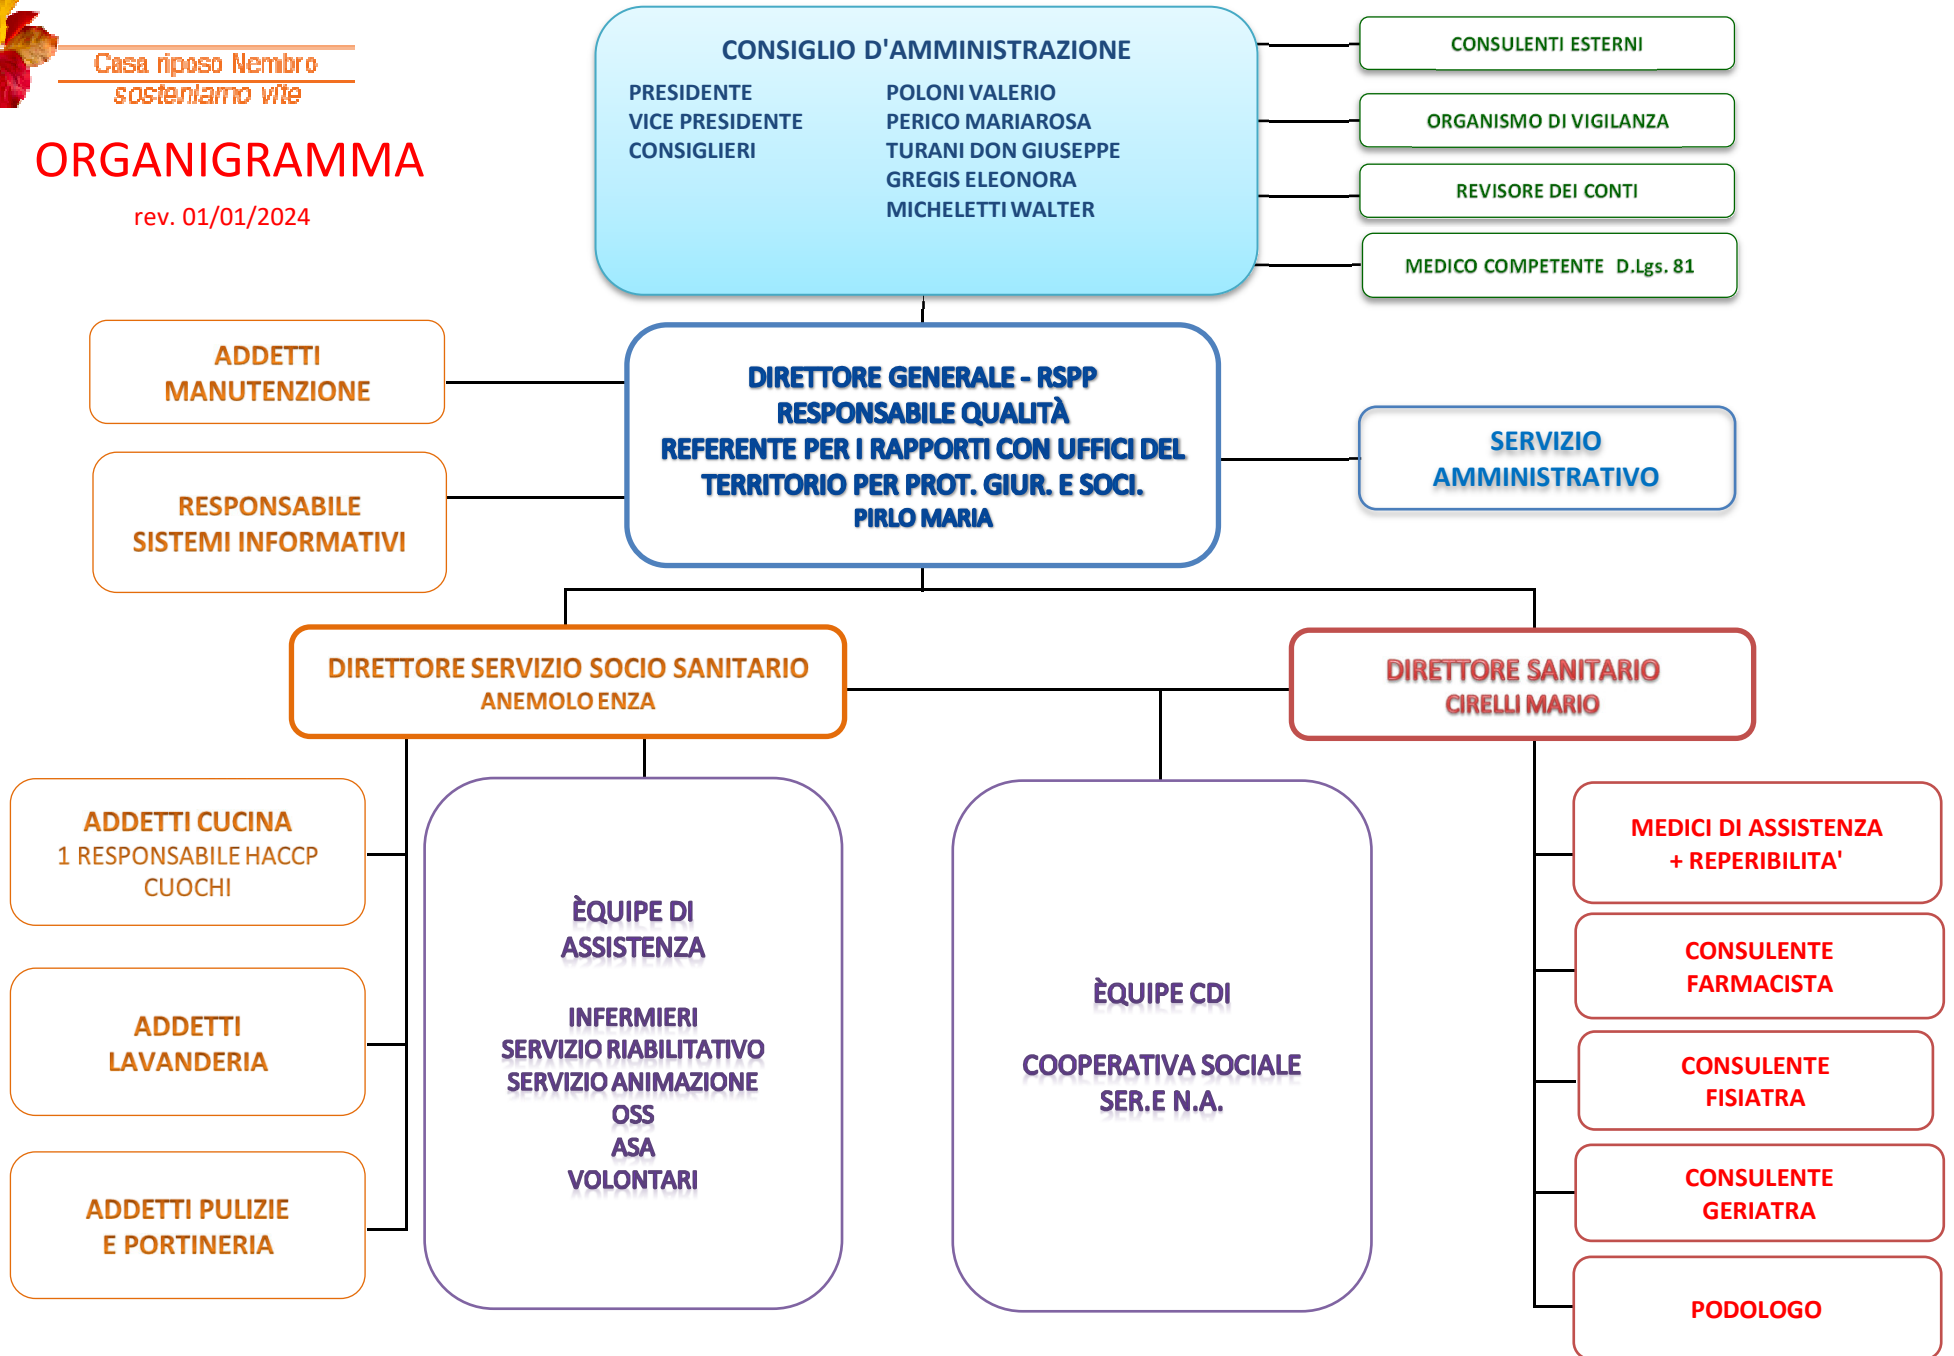 Casa riposo Nembro
sosteniamo vite
ORGANIGRAMMA
rev. 01/01/2024
CONSIGLIO D'AMMINISTRAZIONE
PRESIDENTE POLONI VALERIO
VICE PRESIDENTE PERICO MARIAROSA
CONSIGLIERI TURANI DON GIUSEPPE
GREGIS ELEONORA
MICHELETTI WALTER
CONSULENTI ESTERNI
ORGANISMO DI VIGILANZA
REVISORE DEI CONTI
MEDICO COMPETENTE D.Lgs. 81
ADDETTI
MANUTENZIONE
RESPONSABILE
SISTEMI INFORMATIVI
DIRETTORE GENERALE - RSPP
RESPONSABILE QUALITÀ
REFERENTE PER I RAPPORTI CON UFFICI DEL
TERRITORIO PER PROT. GIUR. E SOCI.
PIRLO MARIA
SERVIZIO
AMMINISTRATIVO
DIRETTORE SERVIZIO SOCIO SANITARIO
ANEMOLO ENZA
DIRETTORE SANITARIO
CIRELLI MARIO
ADDETTI CUCINA
1 RESPONSABILE HACCP
CUOCHI
ADDETTI
LAVANDERIA
ADDETTI PULIZIE
E PORTINERIA
ÈQUIPE DI
ASSISTENZA
INFERMIERI
SERVIZIO RIABILITATIVO
SERVIZIO ANIMAZIONE
OSS
ASA
VOLONTARI
ÈQUIPE CDI
COOPERATIVA SOCIALE
SER.E N.A.
MEDICI DI ASSISTENZA
+ REPERIBILITA'
CONSULENTE
FARMACISTA
CONSULENTE
FISIATRA
CONSULENTE
GERIATRA
PODOLOGO